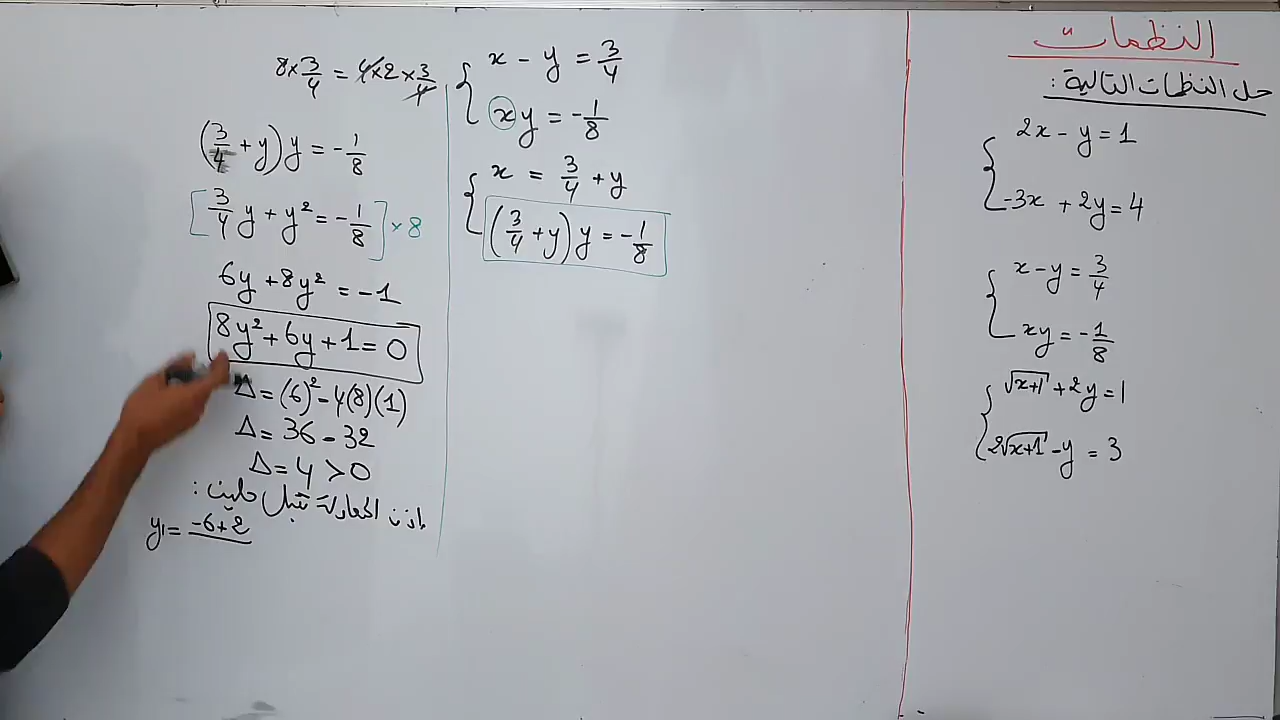 النظمات
حل النظمات التالية :
2x - y = 1
-3x + 2y = 4
x - y = 3/4
xy = -1/8
√x+1 + 2y = 1
2√x+1 - y = 3
x - y = 3/4
xy = -1/8
x = 3/4 + y
(3/4 + y) y = -1/8
8 × 3/4 = 4 × 2 × 3/4
(3/4 + y) y = -1/8
[3/4 y + y² = -1/8] × 8
6y + 8y² = -1
8y² + 6y + 1 = 0
Δ = (6)² - 4(8)(1)
Δ = 36 - 32
Δ = 4 > 0
إذن المعادلة تقبل حلين :
y₁ = -6+2